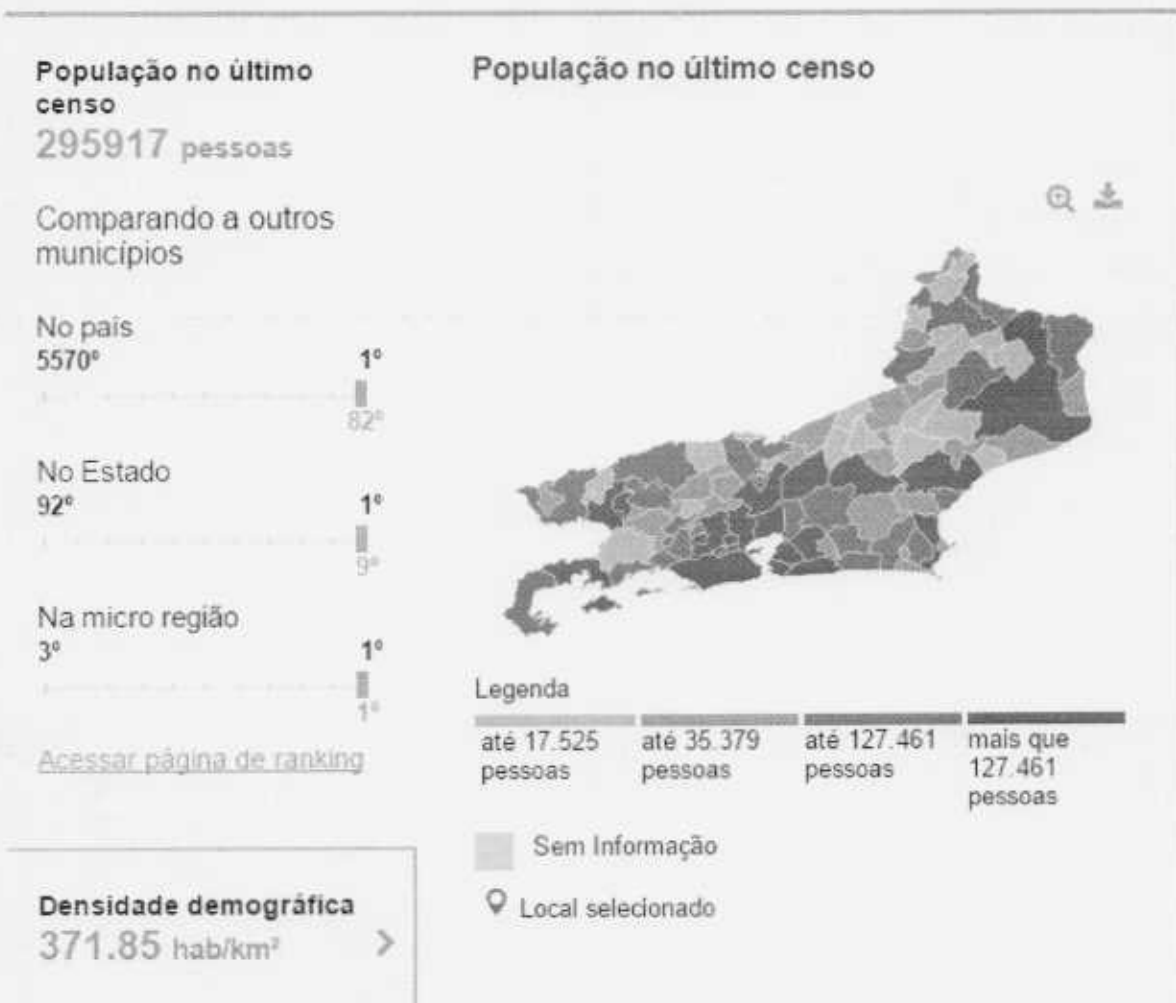 População no último
censo
295917 pessoas
Comparando a outros
municípios
No país
5570º 1º
82º
No Estado
92º 1º
9º
Na micro região
3º 1º
1º
Acessar página de ranking
Densidade demográfica
371.85 hab/km²
População no último censo
Legenda
até 17.525
pessoas
até 35.379
pessoas
até 127.461
pessoas
mais que
127.461
pessoas
Sem Informação
Local selecionado